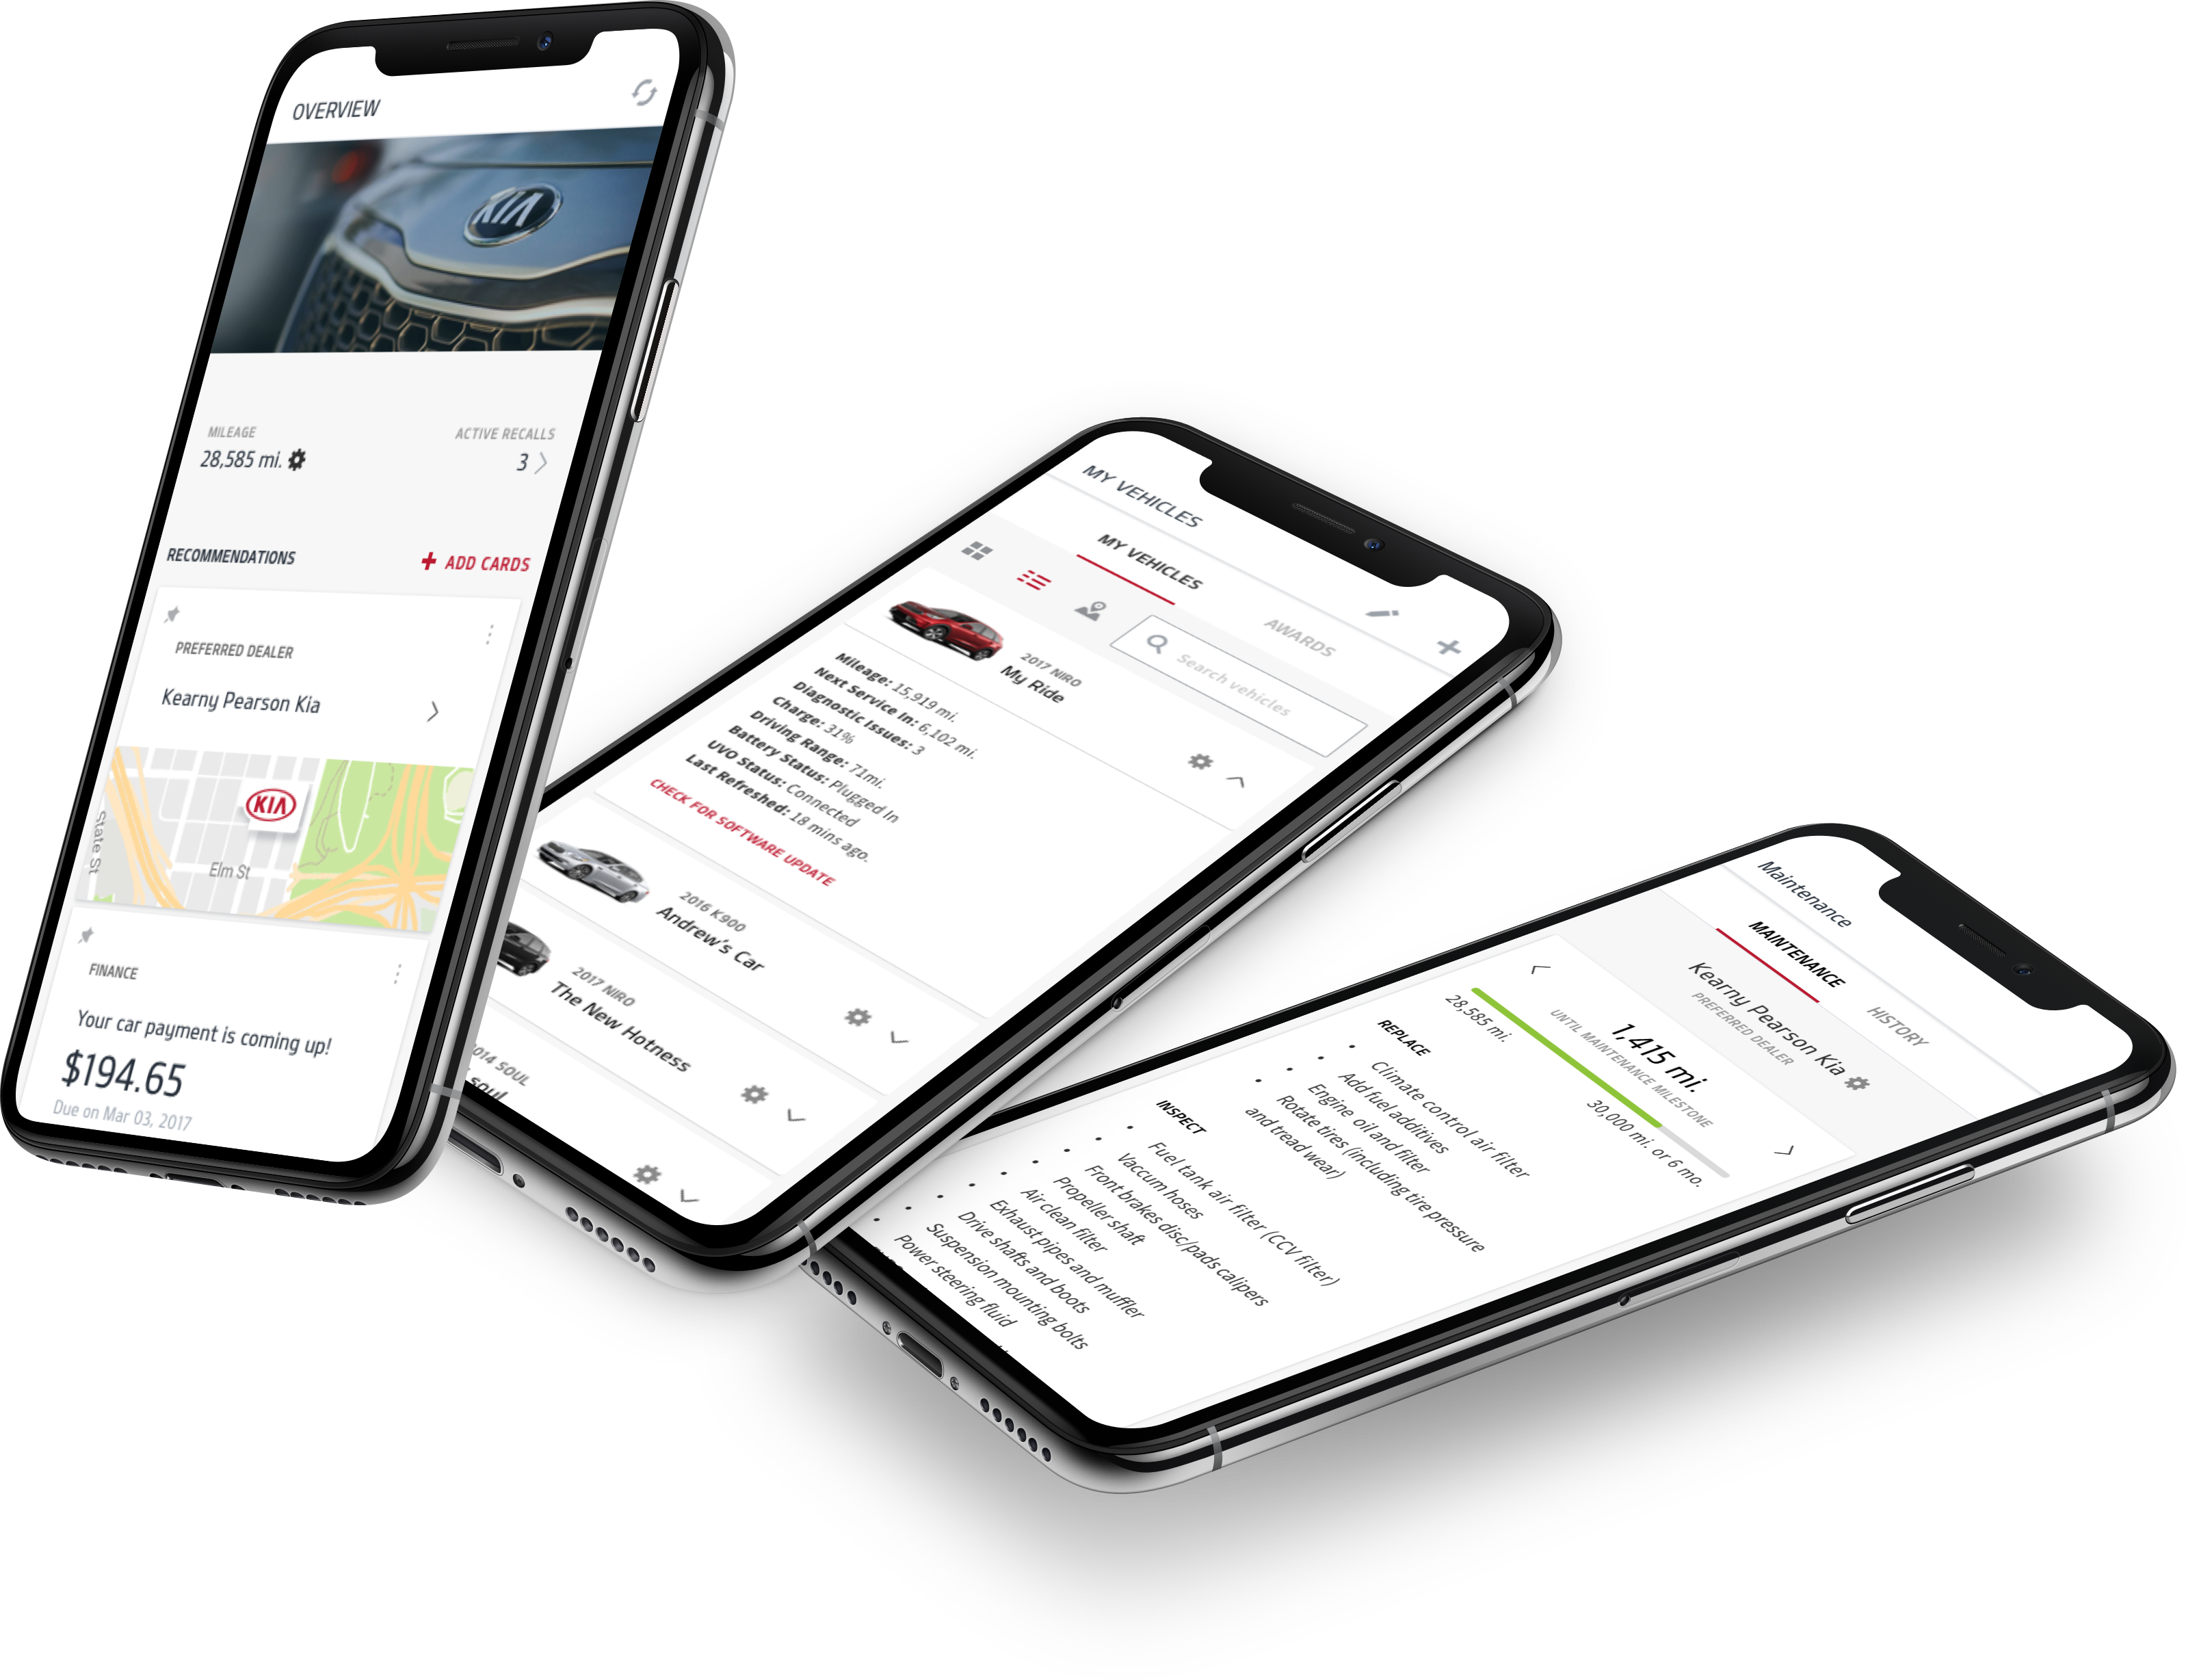 OVERVIEW
KIA
MILEAGE
28,585 mi.
ACTIVE RECALLS
3
RECOMMENDATIONS
ADD CARDS
PREFERRED DEALER
Kearny Pearson Kia
KIA
State St
Elm St
FINANCE
Your car payment is coming up!
$194.65
Due on Mar 03, 2017
MY VEHICLES
MY VEHICLES
AWARDS
Search vehicles
2017 NIRO
My Ride
Mileage: 15,919 mi.
Next Service In: 6,102 mi.
Diagnostic Issues: 3
Charge: 31%
Driving Range: 71mi.
Battery Status: Plugged In
UVO Status: Connected
Last Refreshed: 18 mins ago.
CHECK FOR SOFTWARE UPDATE
2016 K900
Andrew's Car
2017 NIRO
The New Hotness
014 SOUL
soul
Maintenance
MAINTENANCE
HISTORY
Kearny Pearson Kia
PREFERRED DEALER
1,415 mi.
UNTIL MAINTENANCE MILESTONE
28,585 mi.
30,000 mi. or 6 mo.
REPLACE
Climate control air filter
Add fuel additives
Engine oil and filter
Rotate tires (including tire pressure
and tread wear)
INSPECT
Fuel tank air filter (CCV filter)
Vaccum hoses
Front brakes disc/pads calipers
Propeller shaft
Air clean filter
Exhaust pipes and muffler
Drive shafts and boots
Suspension mounting bolts
Power steering fluid